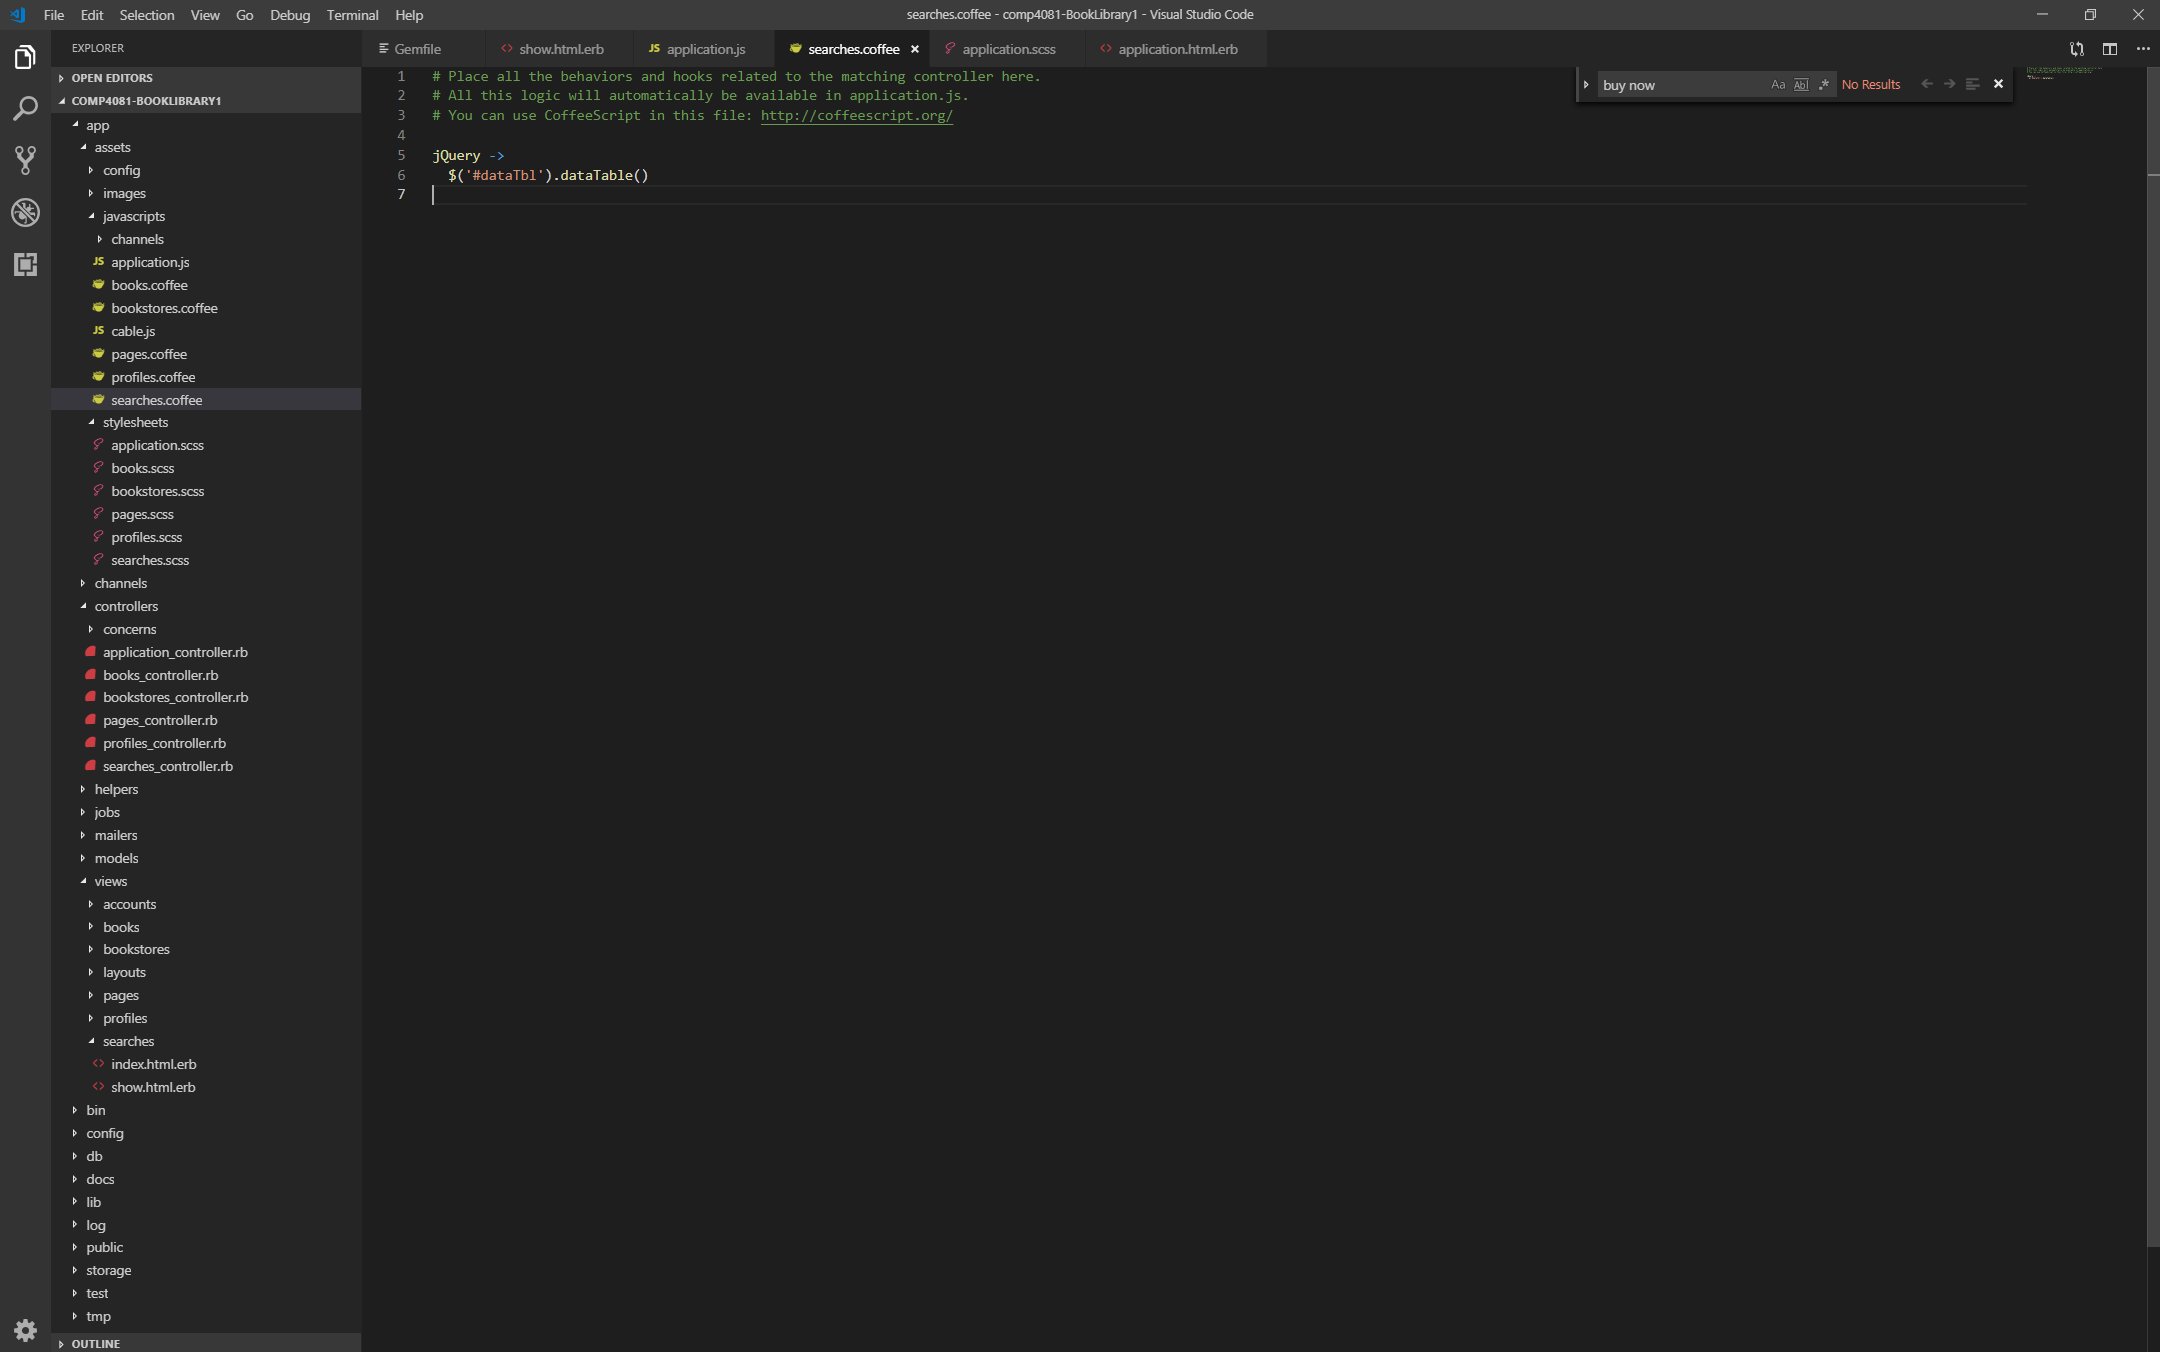 File Edit Selection View Go Debug Terminal Help
searches.coffee - comp4081-BookLibrary1 - Visual Studio Code
EXPLORER
OPEN EDITORS
COMP4081-BOOKLIBRARY1
app
assets
config
images
javascripts
channels
JS application.js
books.coffee
bookstores.coffee
JS cable.js
pages.coffee
profiles.coffee
searches.coffee
stylesheets
application.scss
books.scss
bookstores.scss
pages.scss
profiles.scss
searches.scss
channels
controllers
concerns
application_controller.rb
books_controller.rb
bookstores_controller.rb
pages_controller.rb
profiles_controller.rb
searches_controller.rb
helpers
jobs
mailers
models
views
accounts
books
bookstores
layouts
pages
profiles
searches
index.html.erb
show.html.erb
bin
config
db
docs
lib
log
public
storage
test
tmp
OUTLINE
Gemfile show.html.erb JS application.js searches.coffee application.scss application.html.erb
1 # Place all the behaviors and hooks related to the matching controller here.
2 # All this logic will automatically be available in application.js.
3 # You can use CoffeeScript in this file: http://coffeescript.org/
4
5 jQuery ->
6 $('#dataTbl').dataTable()
7
buy now Aa Abl .* No Results